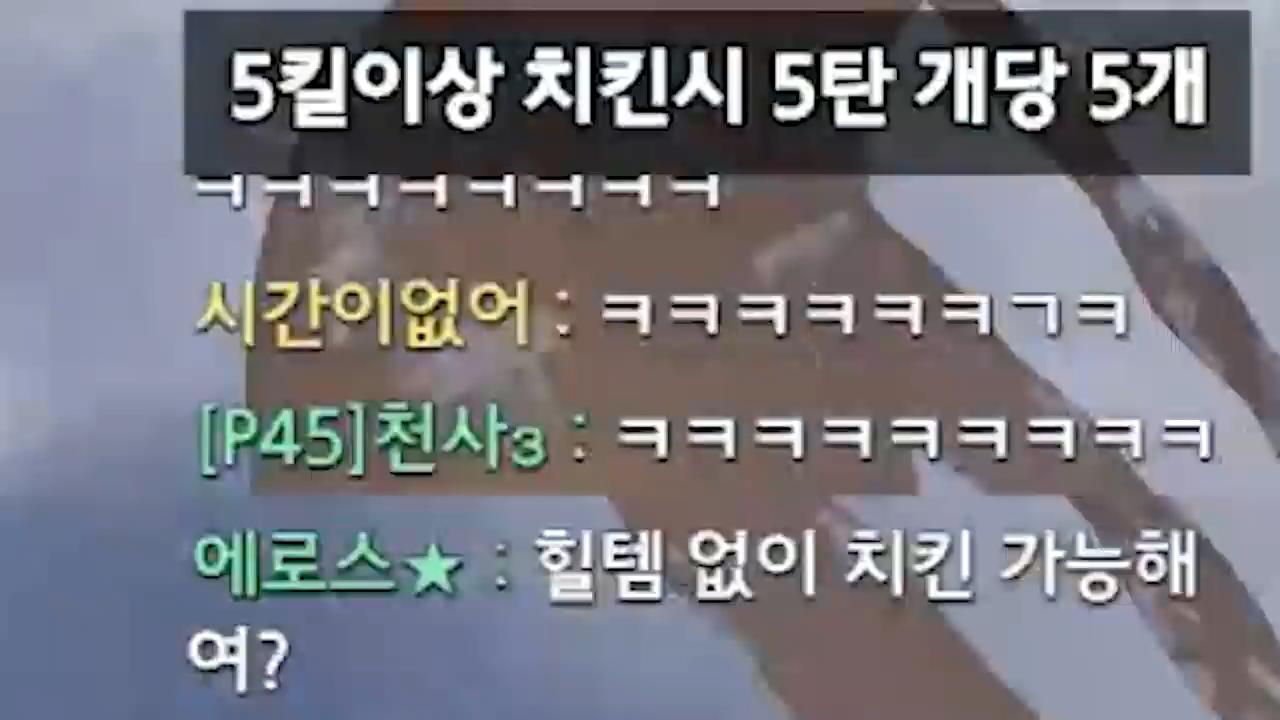 5킬이상 치킨시 5탄 개당 5개
ㅋㅋㅋㅋㅋㅋㅋㅋ
시간이없어 : ㅋㅋㅋㅋㅋㅋㄱㅋ
[P45]천사₃ : ㅋㅋㅋㅋㅋㅋㅋㅋㅋ
에로스★ : 힐템 없이 치킨 가능해
여?